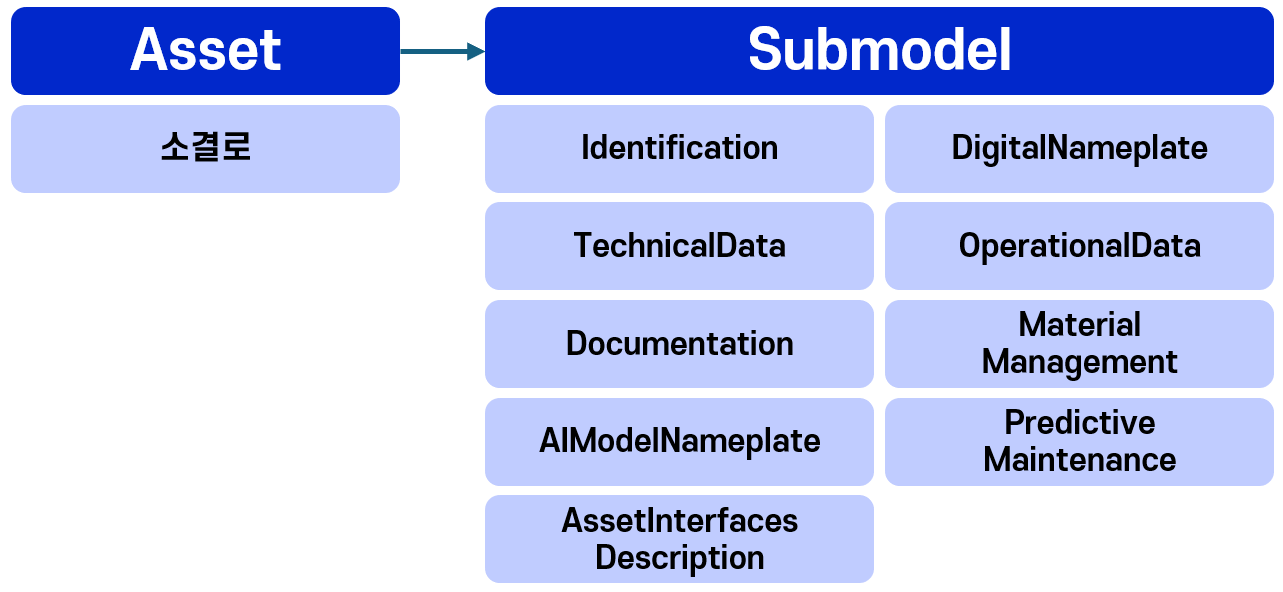 Asset
Submodel
소결로
Identification
DigitalNameplate
TechnicalData
OperationalData
Documentation
Material
Management
AIModelNameplate
Predictive
Maintenance
AssetInterfaces
Description